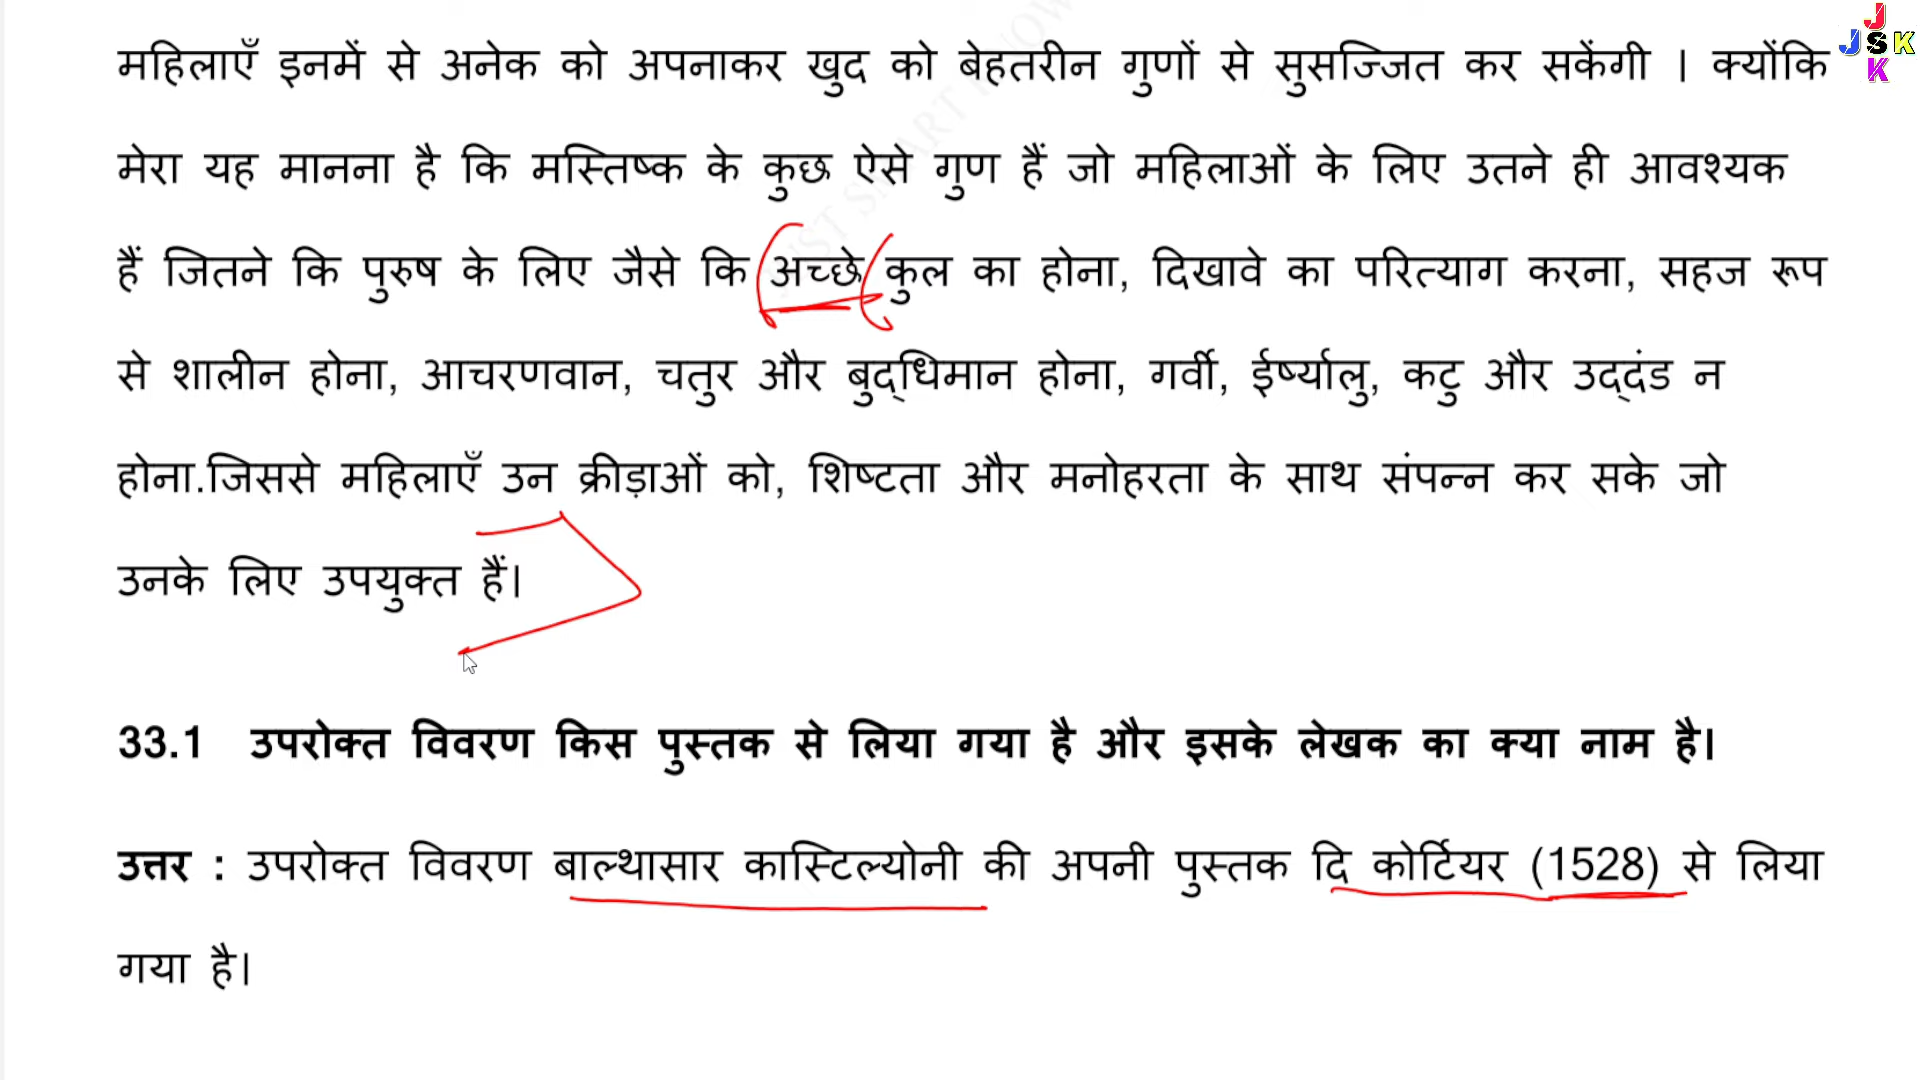 महिलाएँ इनमें से अनेक को अपनाकर खुद को बेहतरीन गुणों से सुसज्जित कर सकेंगी । क्योंकि
मेरा यह मानना है कि मस्तिष्क के कुछ ऐसे गुण हैं जो महिलाओं के लिए उतने ही आवश्यक
हैं जितने कि पुरुष के लिए जैसे कि अच्छे कुल का होना, दिखावे का परित्याग करना, सहज रूप
से शालीन होना, आचरणवान, चतुर और बुद्‌धिमान होना, गर्वी, ईर्ष्यालु, कटु और उद्‌दंड न
होना.जिससे महिलाएँ उन क्रीड़ाओं को, शिष्टता और मनोहरता के साथ संपन्न कर सके जो
उनके लिए उपयुक्त हैं।
33.1 उपरोक्त विवरण किस पुस्तक से लिया गया है और इसके लेखक का क्या नाम है।
उत्तर : उपरोक्त विवरण बाल्थासार कास्टिल्योनी की अपनी पुस्तक दि कोर्टियर (1528) से लिया
गया है।
J
J S K
K